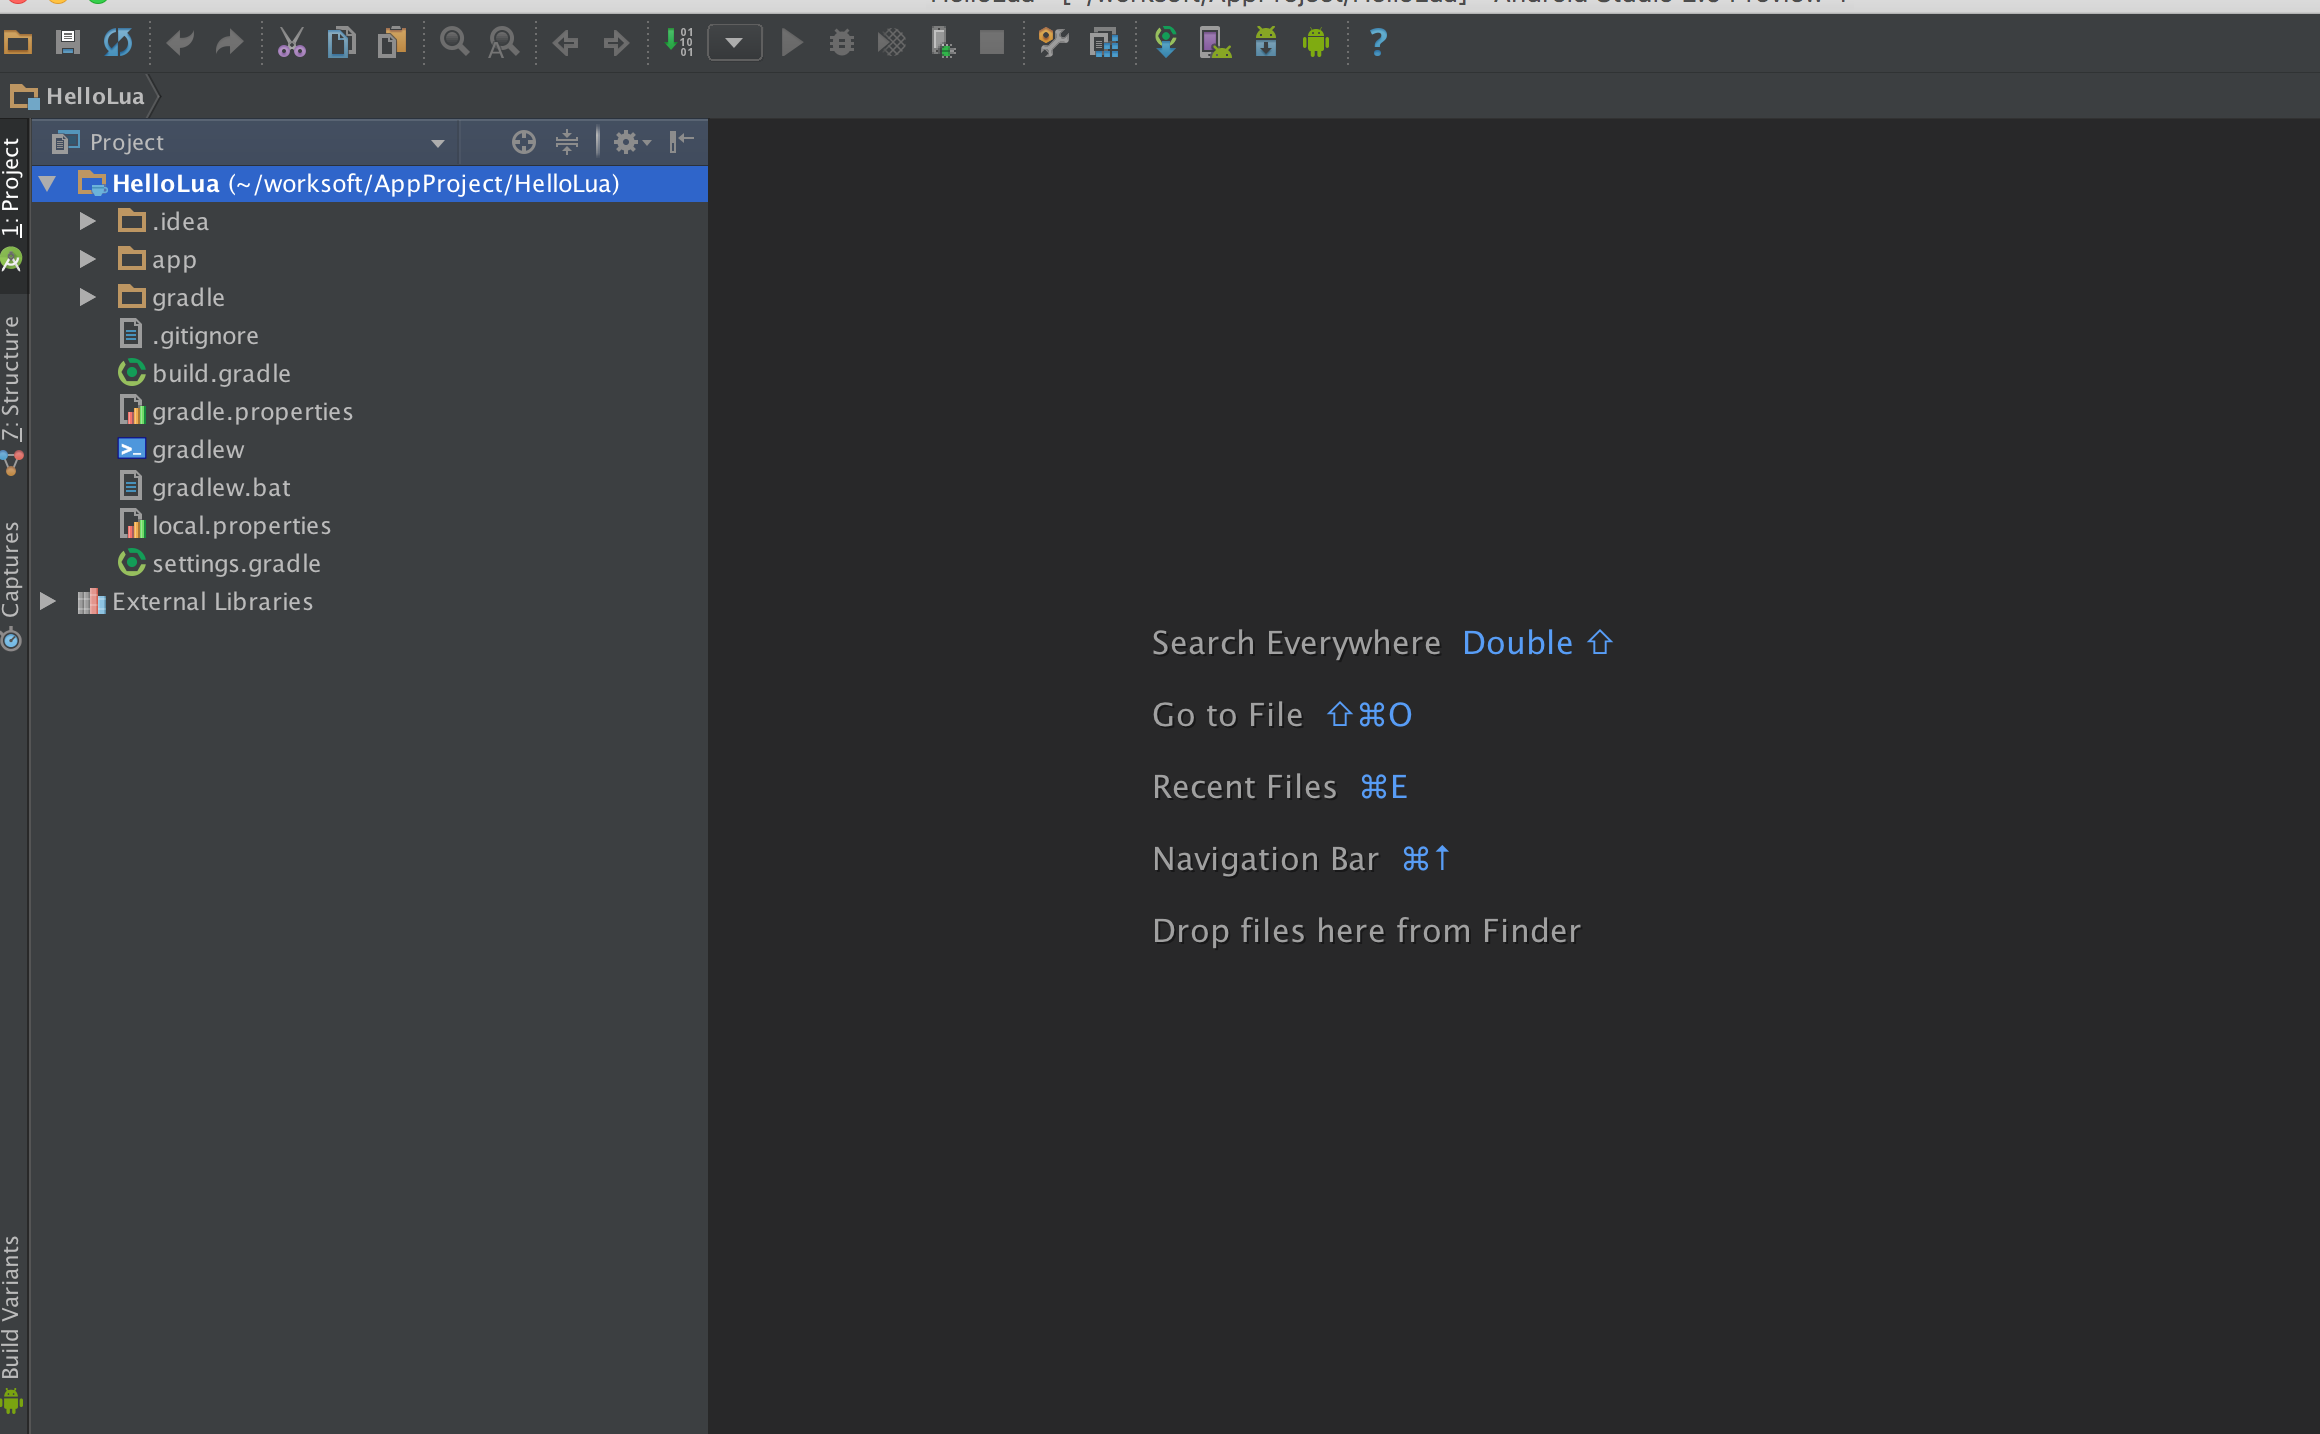 HelloLua
Project
HelloLua (~/worksoft/AppProject/HelloLua)
.idea
app
gradle
.gitignore
build.gradle
gradle.properties
gradlew
gradlew.bat
local.properties
settings.gradle
External Libraries
1: Project
7: Structure
Captures
Build Variants
Search Everywhere Double ⇧
Go to File ⇧⌘O
Recent Files ⌘E
Navigation Bar ⌘↑
Drop files here from Finder